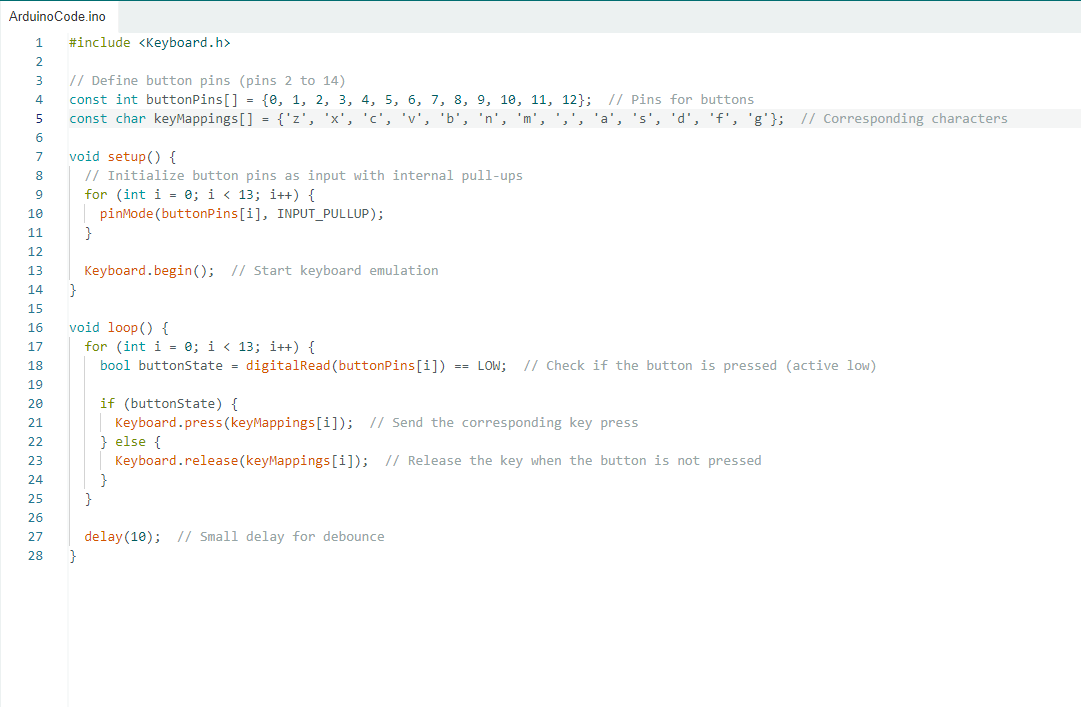 ArduinoCode.ino
1 #include <Keyboard.h>
2
3 // Define button pins (pins 2 to 14)
4 const int buttonPins[] = {0, 1, 2, 3, 4, 5, 6, 7, 8, 9, 10, 11, 12};  // Pins for buttons
5 const char keyMappings[] = {'z', 'x', 'c', 'v', 'b', 'n', 'm', ',', 'a', 's', 'd', 'f', 'g'};  // Corresponding characters
6
7 void setup() {
8   // Initialize button pins as input with internal pull-ups
9   for (int i = 0; i < 13; i++) {
10     pinMode(buttonPins[i], INPUT_PULLUP);
11   }
12
13   Keyboard.begin();  // Start keyboard emulation
14 }
15
16 void loop() {
17   for (int i = 0; i < 13; i++) {
18     bool buttonState = digitalRead(buttonPins[i]) == LOW;  // Check if the button is pressed (active low)
19
20     if (buttonState) {
21       Keyboard.press(keyMappings[i]);  // Send the corresponding key press
22     } else {
23       Keyboard.release(keyMappings[i]);  // Release the key when the button is not pressed
24     }
25   }
26
27   delay(10);  // Small delay for debounce
28 }